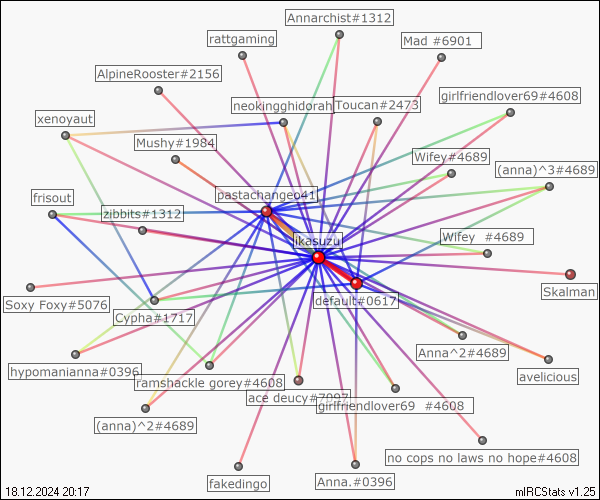 Annarchist#1312
rattgaming
Mad #6901
AlpineRooster#2156
girlfriendlover69#4608
neokingghidorah
Toucan#2473
xenoyaut
Mushy#1984
Wifey#4689
(anna)^3#4689
pastachangeo41
frisout
zibbits#1312
ikasuzu
Wifey #4689
Skalman
default#0617
Soxy Foxy#5076
Cypha#1717
Anna^2#4689
hypomanianna#0396
ramshackle gorey#4608
avelicious
ace deucy#7097
girlfriendlover69 #4608
(anna)^2#4689
no cops no laws no hope#4608
fakedingo
Anna.#0396
18.12.2024 20:17
mIRCStats v1.25